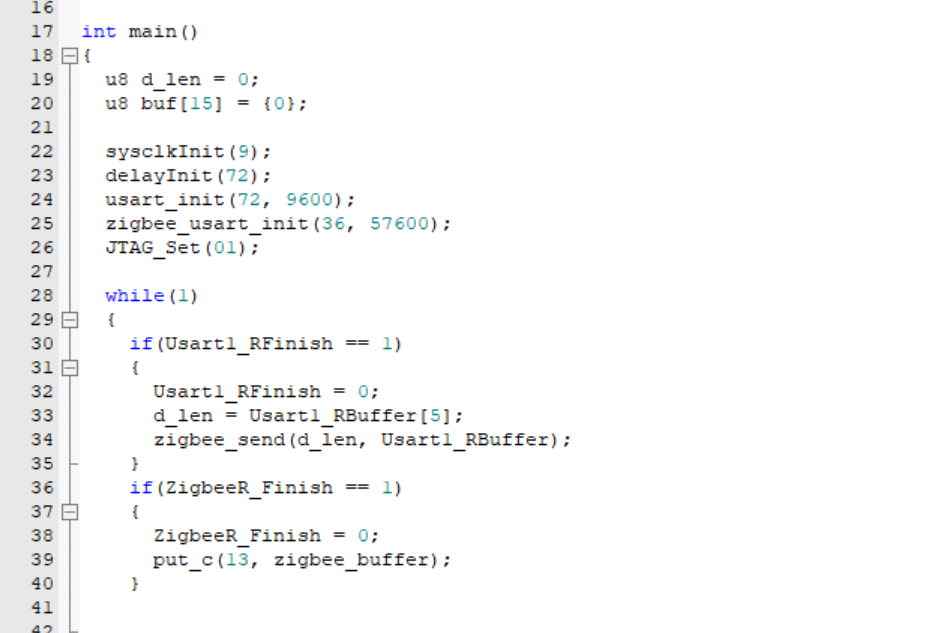 16
17 int main()
18 {
19 u8 d_len = 0;
20 u8 buf[15] = {0};
21
22 sysclkInit(9);
23 delayInit(72);
24 usart_init(72, 9600);
25 zigbee_usart_init(36, 57600);
26 JTAG_Set(01);
27
28 while(1)
29 {
30 if(Usart1_RFinish == 1)
31 {
32 Usart1_RFinish = 0;
33 d_len = Usart1_RBuffer[5];
34 zigbee_send(d_len, Usart1_RBuffer);
35 }
36 if(ZigbeeR_Finish == 1)
37 {
38 ZigbeeR_Finish = 0;
39 put_c(13, zigbee_buffer);
40 }
41
42